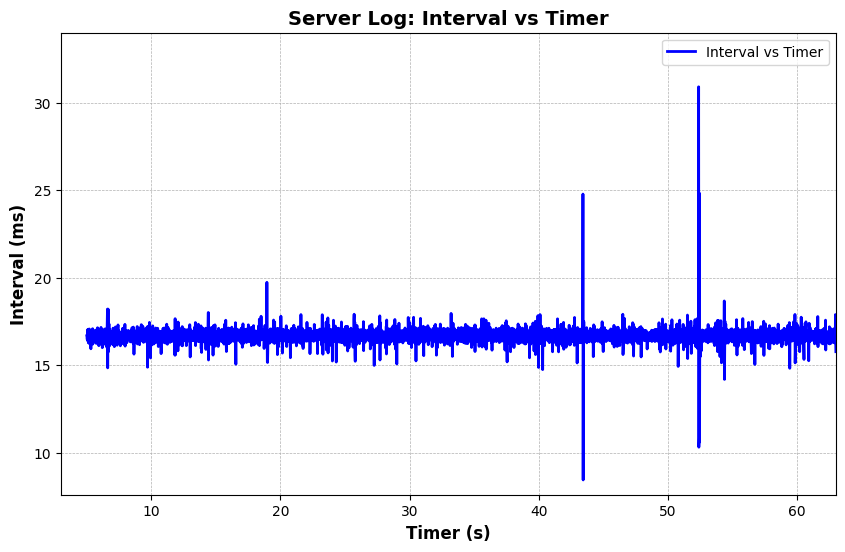 Server Log: Interval vs Timer
Interval vs Timer
30
25
20
15
10
Interval (ms)
10 20 30 40 50 60
Timer (s)